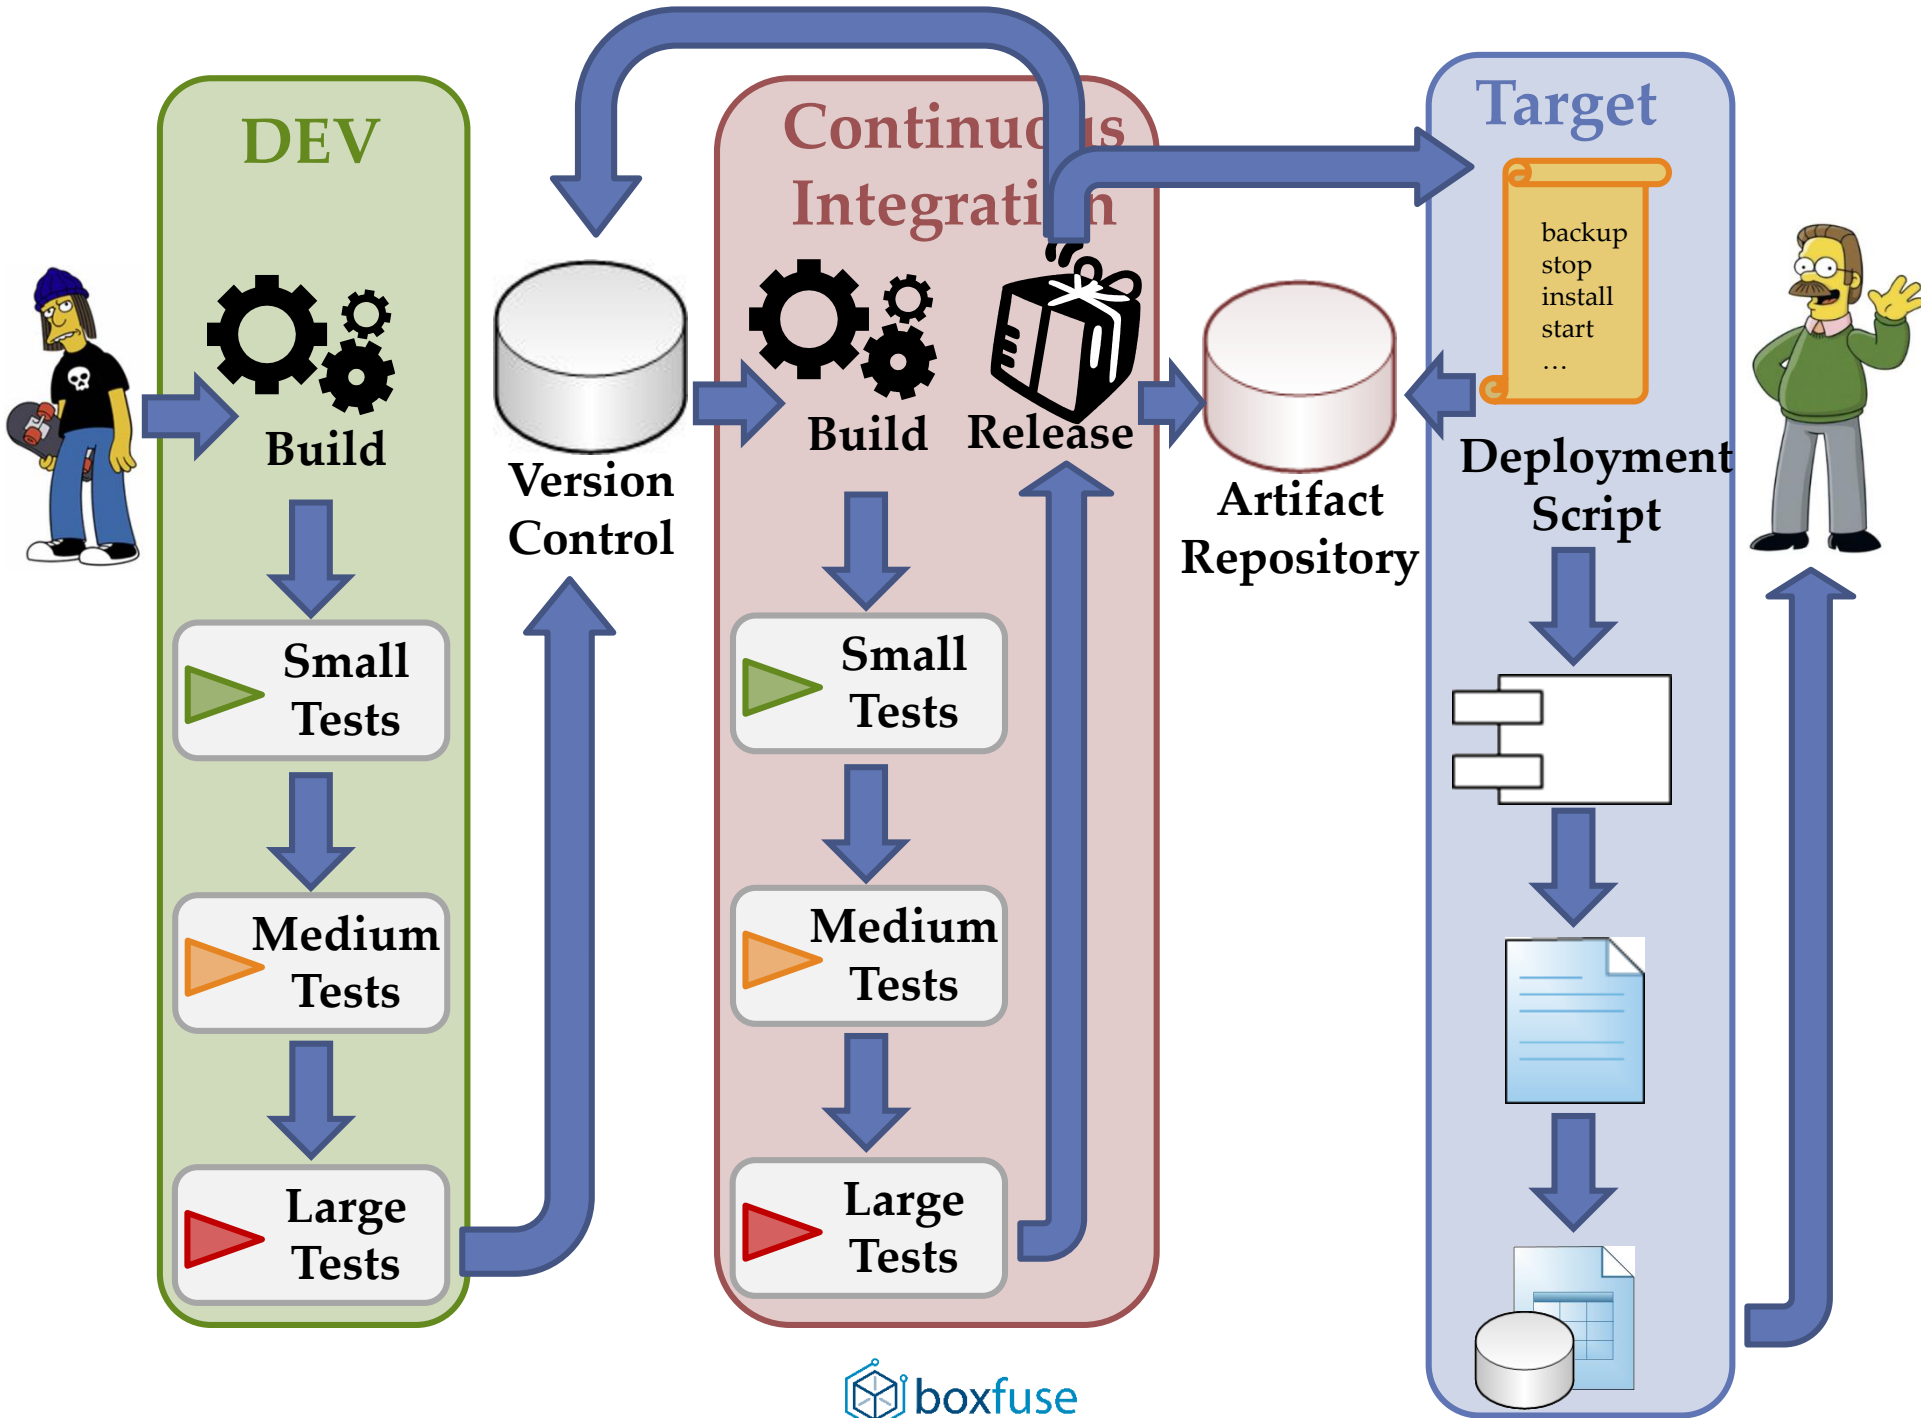 DEV
Build
Small
Tests
Medium
Tests
Large
Tests
Version
Control
Continuous
Integration
Build
Release
Small
Tests
Medium
Tests
Large
Tests
Artifact
Repository
Target
backup
stop
install
start
...
Deployment
Script
boxfuse